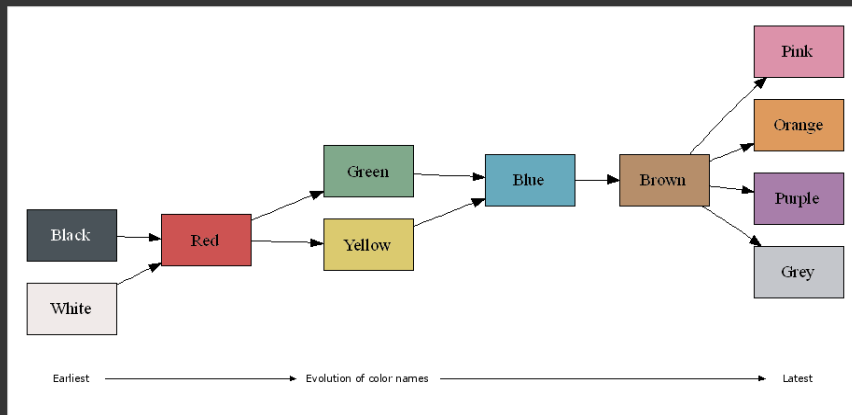 Black
White
Red
Green
Yellow
Blue
Brown
Pink
Orange
Purple
Grey
Earliest
Evolution of color names
Latest